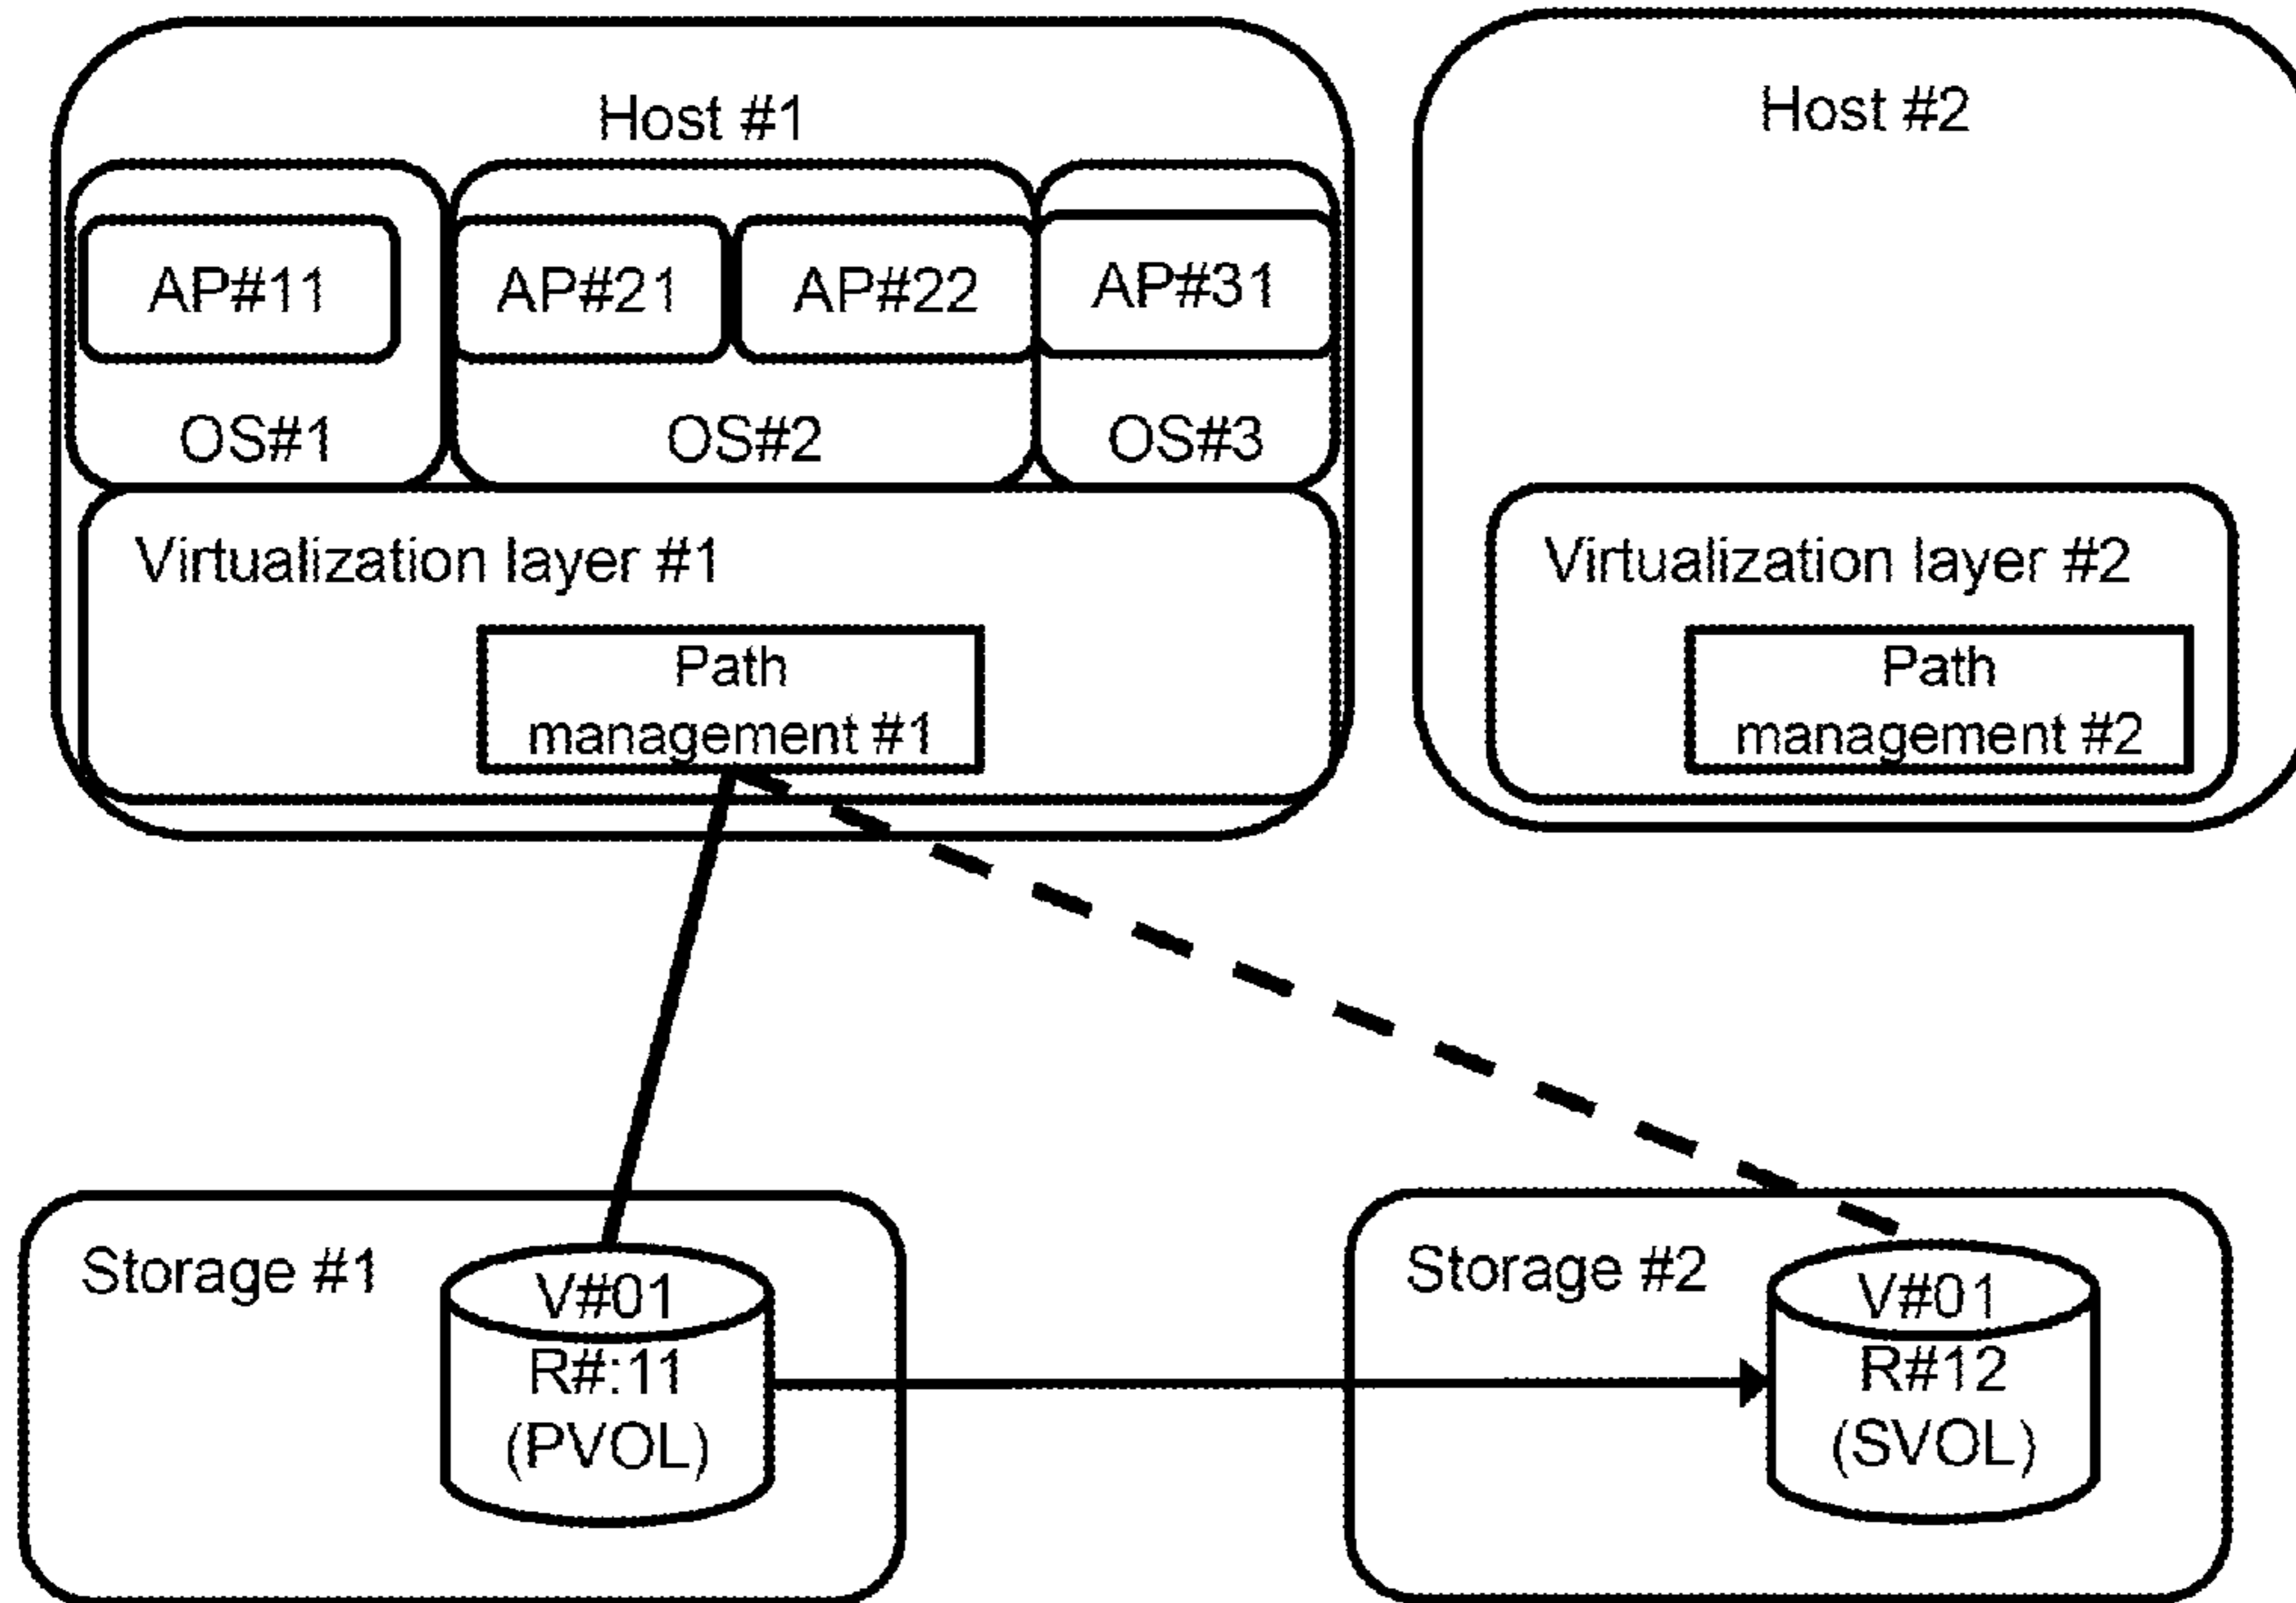 Host #1
Host #2
AP#11
AP#21
AP#22
AP#31
OS#1
OS#2
OS#3
Virtualization layer #1
Virtualization layer #2
Path
management #1
Path
management #2
Storage #1
V#01
R#:11
(PVOL)
Storage #2
V#01
R#12
(SVOL)